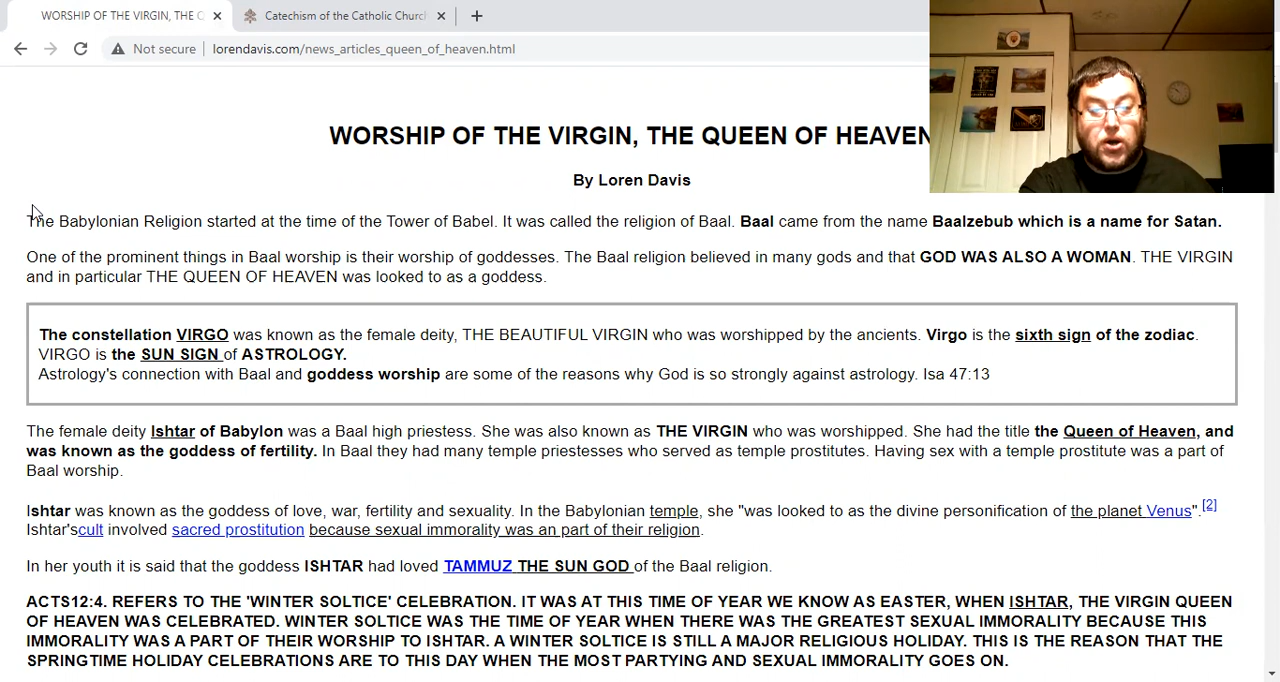 WORSHIP OF THE VIRGIN, THE Q
Catechism of the Catholic Church
Not secure | lorendavis.com/news_articles_queen_of_heaven.html
WORSHIP OF THE VIRGIN, THE QUEEN OF HEAVEN
By Loren Davis
The Babylonian Religion started at the time of the Tower of Babel. It was called the religion of Baal. Baal came from the name Baalzebub which is a name for Satan.
One of the prominent things in Baal worship is their worship of goddesses. The Baal religion believed in many gods and that GOD WAS ALSO A WOMAN. THE VIRGIN
and in particular THE QUEEN OF HEAVEN was looked to as a goddess.
The constellation VIRGO was known as the female deity, THE BEAUTIFUL VIRGIN who was worshipped by the ancients. Virgo is the sixth sign of the zodiac.
VIRGO is the SUN SIGN of ASTROLOGY.
Astrology's connection with Baal and goddess worship are some of the reasons why God is so strongly against astrology. Isa 47:13
The female deity Ishtar of Babylon was a Baal high priestess. She was also known as THE VIRGIN who was worshipped. She had the title the Queen of Heaven, and
was known as the goddess of fertility. In Baal they had many temple priestesses who served as temple prostitutes. Having sex with a temple prostitute was a part of
Baal worship.
Ishtar was known as the goddess of love, war, fertility and sexuality. In the Babylonian temple, she "was looked to as the divine personification of the planet Venus".[2]
Ishtar'scult involved sacred prostitution because sexual immorality was an part of their religion.
In her youth it is said that the goddess ISHTAR had loved TAMMUZ THE SUN GOD of the Baal religion.
ACTS12:4. REFERS TO THE 'WINTER SOLTICE' CELEBRATION. IT WAS AT THIS TIME OF YEAR WE KNOW AS EASTER, WHEN ISHTAR, THE VIRGIN QUEEN
OF HEAVEN WAS CELEBRATED. WINTER SOLTICE WAS THE TIME OF YEAR WHEN THERE WAS THE GREATEST SEXUAL IMMORALITY BECAUSE THIS
IMMORALITY WAS A PART OF THEIR WORSHIP TO ISHTAR. A WINTER SOLTICE IS STILL A MAJOR RELIGIOUS HOLIDAY. THIS IS THE REASON THAT THE
SPRINGTIME HOLIDAY CELEBRATIONS ARE TO THIS DAY WHEN THE MOST PARTYING AND SEXUAL IMMORALITY GOES ON.